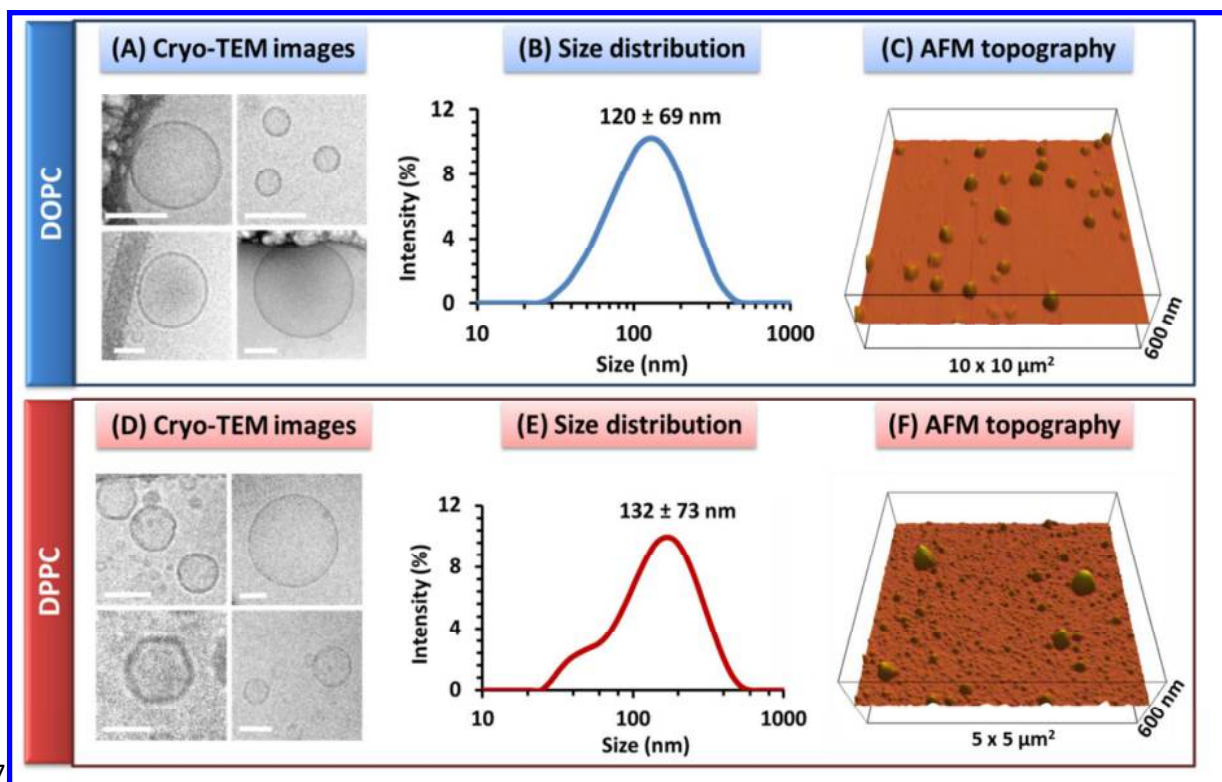 DOPC
(A) Cryo-TEM images
(B) Size distribution
120 ± 69 nm
Intensity (%)
12
8
4
0
10
100
1000
Size (nm)
(C) AFM topography
10 x 10 µm²
600 nm
DPPC
(D) Cryo-TEM images
(E) Size distribution
132 ± 73 nm
Intensity (%)
12
8
4
0
10
100
1000
Size (nm)
(F) AFM topography
5 x 5 µm²
600 nm
7